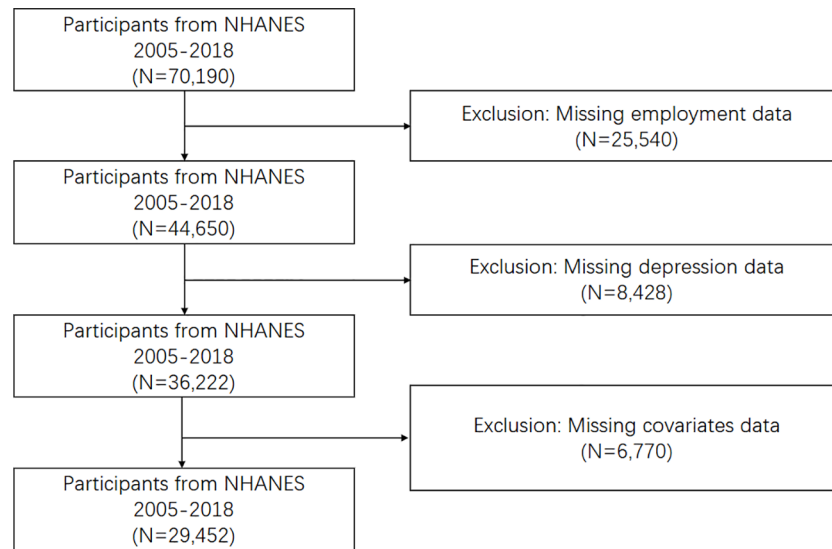 Participants from NHANES
2005-2018
(N=70,190)
Exclusion: Missing employment data
(N=25,540)
Participants from NHANES
2005-2018
(N=44,650)
Exclusion: Missing depression data
(N=8,428)
Participants from NHANES
2005-2018
(N=36,222)
Exclusion: Missing covariates data
(N=6,770)
Participants from NHANES
2005-2018
(N=29,452)